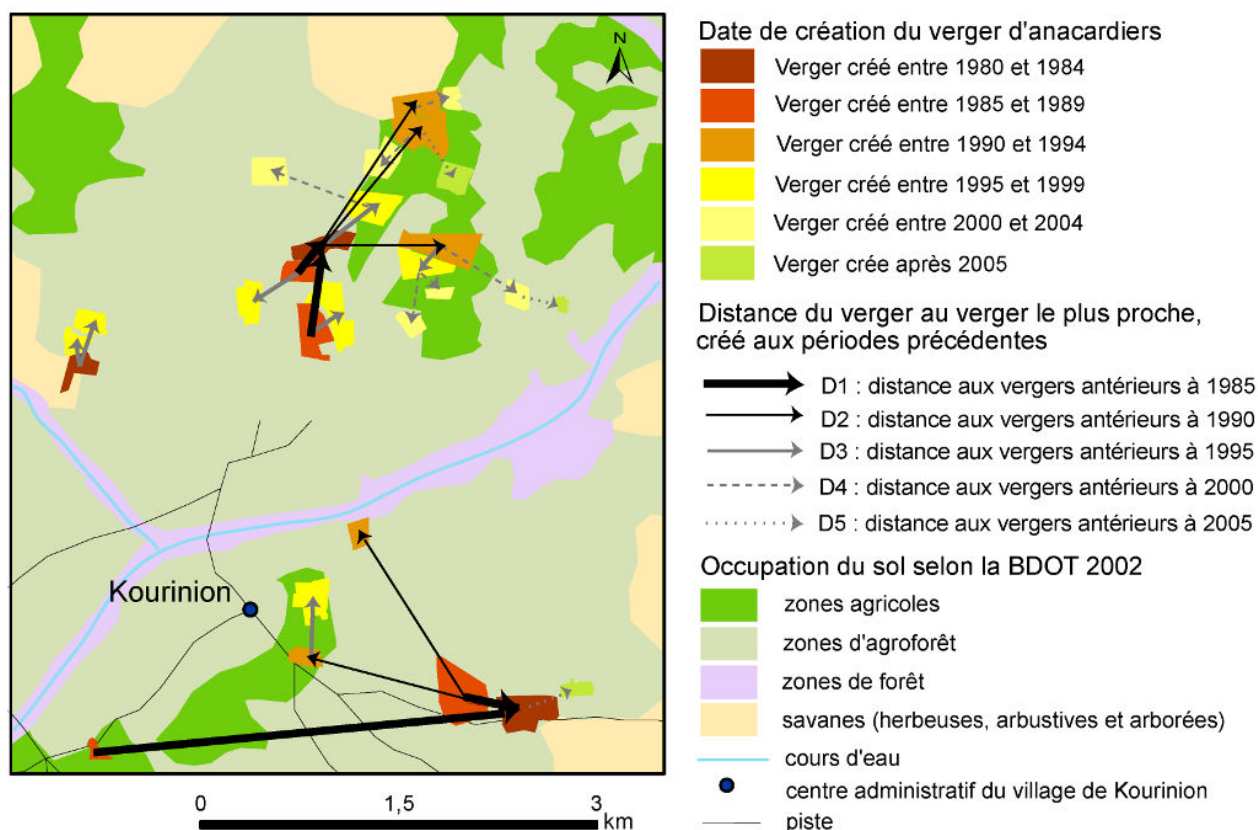 N
Kourinion
0
1,5
3
km
Date de création du verger d'anacardiers
Verger créé entre 1980 et 1984
Verger créé entre 1985 et 1989
Verger créé entre 1990 et 1994
Verger créé entre 1995 et 1999
Verger créé entre 2000 et 2004
Verger crée après 2005
Distance du verger au verger le plus proche,
créé aux périodes précédentes
D1 : distance aux vergers antérieurs à 1985
D2 : distance aux vergers antérieurs à 1990
D3 : distance aux vergers antérieurs à 1995
D4 : distance aux vergers antérieurs à 2000
D5 : distance aux vergers antérieurs à 2005
Occupation du sol selon la BDOT 2002
zones agricoles
zones d'agroforêt
zones de forêt
savanes (herbeuses, arbustives et arborées)
cours d'eau
centre administratif du village de Kourinion
piste